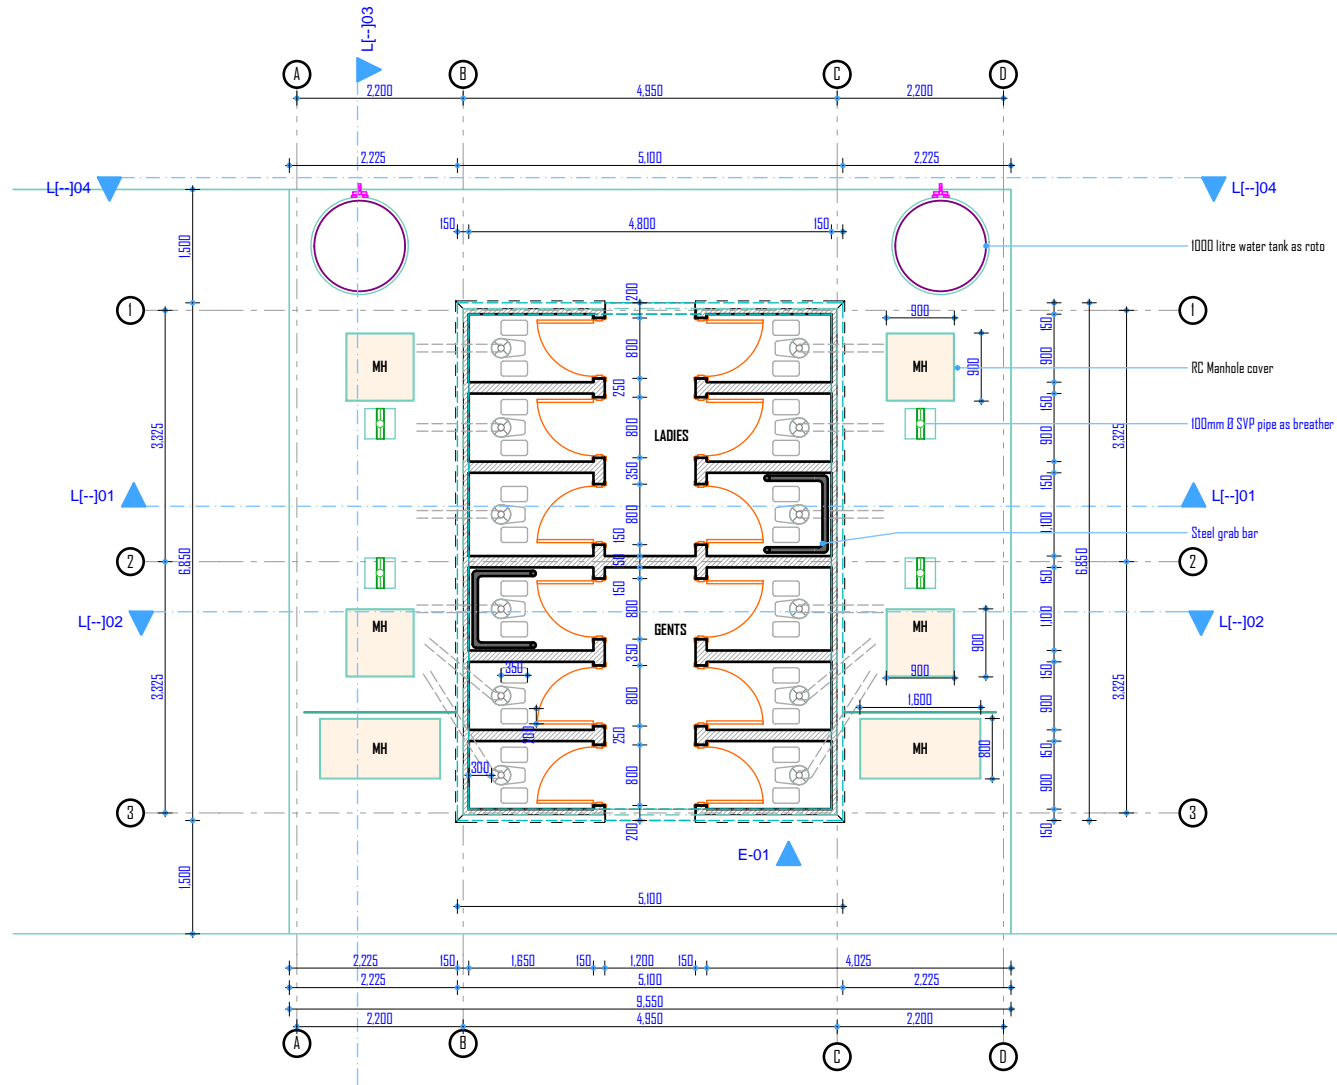 L[--]03
A B C D
2,200 4,950 2,200
2,225 5,100 2,225
L[--]04 L[--]04
150 4,800 150
1000 litre water tank as roto
1,500
200
1 1
900
150
800
900
900
MH MH
RC Manhole cover
250
150
100mm Ø SVP pipe as breather
LADIES
800
900
3,325
3,325
350
150
L[--]01 L[--]01
800
1,100
Steel grab bar
150
2 2
6,850
6,850
150
150
L[--]02 L[--]02
800
1,100
MH GENTS MH
900
350
150
350
900
3,325
3,325
800
900
1,600
200
250
150
MH MH
800
300
800
900
3 3
200
150
E-01
1,500
5,100
2,225 150 1,650 150 1,200 150 4,025
2,225 5,100 2,225
9,550
2,200 4,950 2,200
A B C D